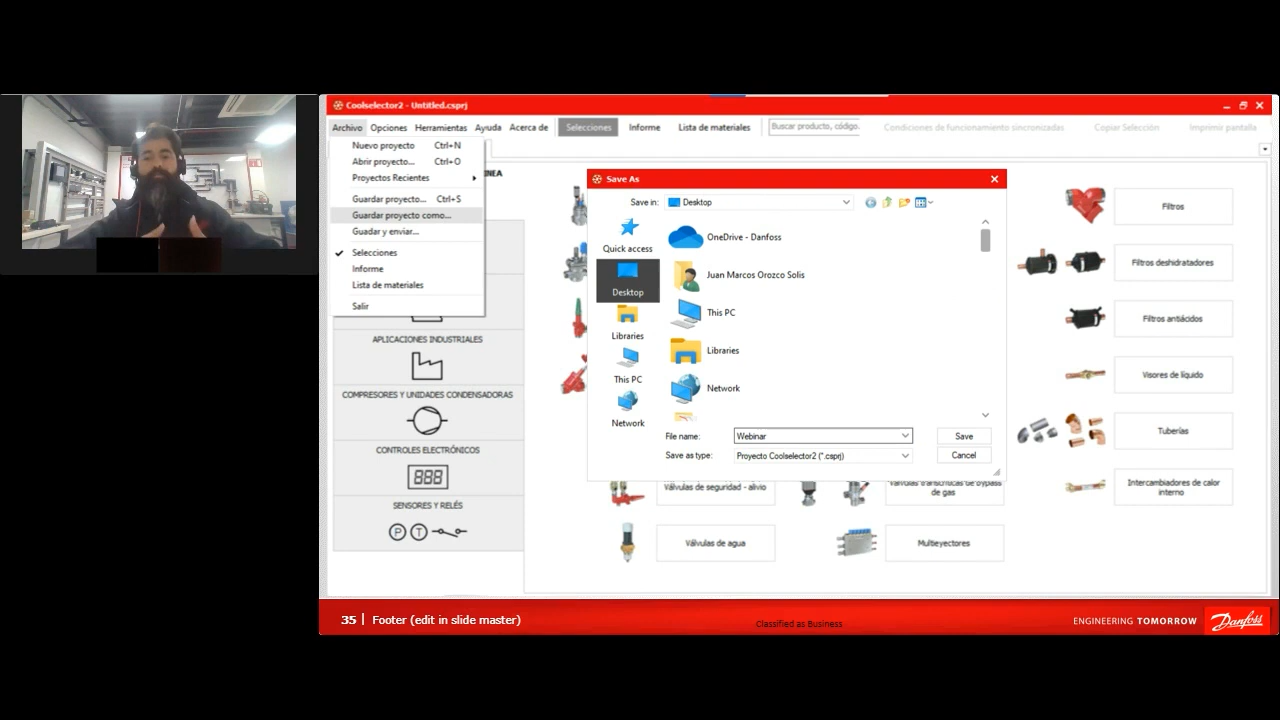 Coolselector2 - Untitled.csprj
Archivo Opciones Herramientas Ayuda Acerca de Selecciones Informe Lista de materiales Buscar producto, código. Condiciones de funcionamiento sincronizadas Copiar Selección Imprimir pantalla
Nuevo proyecto Ctrl+N
Abrir proyecto... Ctrl+O
Proyectos Recientes
Guardar proyecto... Ctrl+S
Guardar proyecto como...
Guadar y enviar...
Selecciones
Informe
Lista de materiales
Salir
APLICACIONES INDUSTRIALES
COMPRESORES Y UNIDADES CONDENSADORAS
CONTROLES ELECTRÓNICOS
888
SENSORES Y RELÉS
P T
Save As
Save in: Desktop
Quick access
Desktop
Libraries
This PC
Network
OneDrive - Danfoss
Juan Marcos Orozco Solis
This PC
Libraries
Network
File name: Webinar Save
Save as type: Proyecto Coolselector2 (*.csprj) Cancel
Válvulas de seguridad - alivio
Válvulas transcríticas de bypass
de gas
Válvulas de agua
Multieyectores
Filtros
Filtros deshidratadores
Filtros antiácidos
Visores de líquido
Tuberías
Intercambiadores de calor
interno
35 | Footer (edit in slide master)
Classified as Business
ENGINEERING TOMORROW
Danfoss